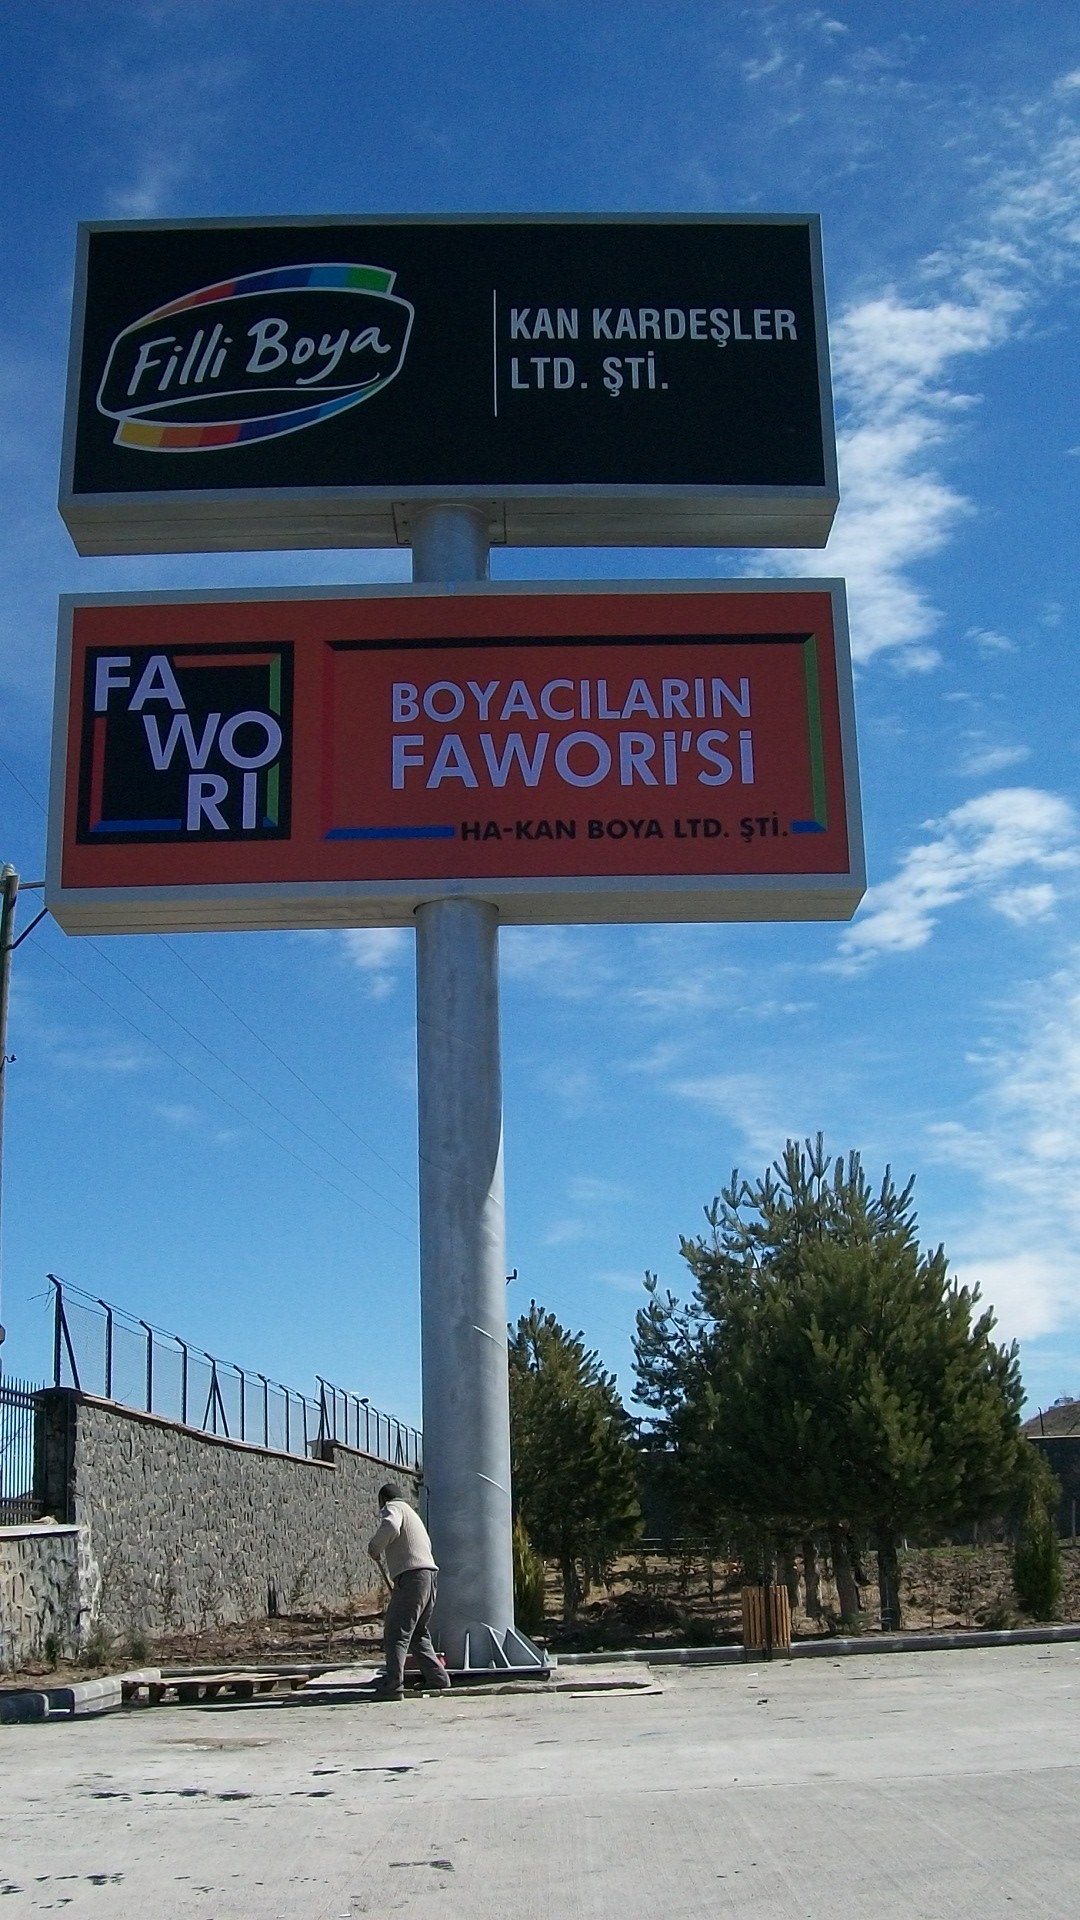 Filli Boya
KAN KARDEŞLER
LTD. ŞTİ.
FA
WO
RI
BOYACILARIN
FAWORİ'Sİ
HA-KAN BOYA LTD. ŞTİ.